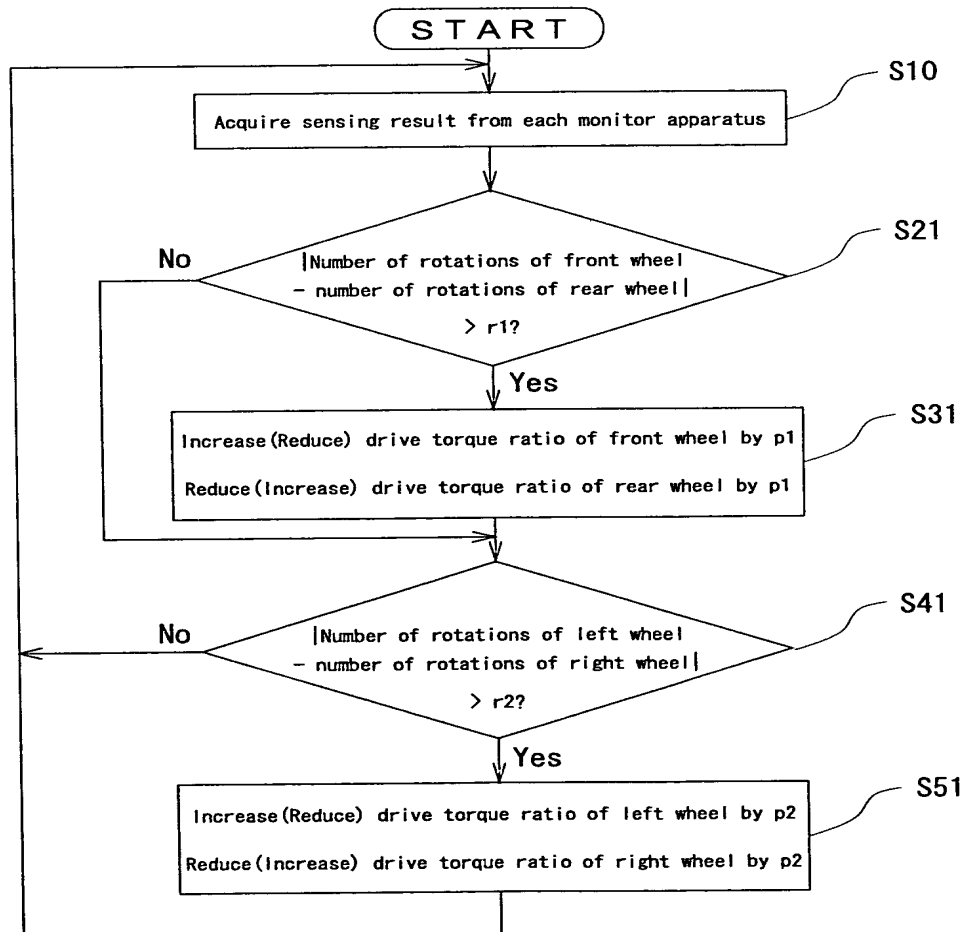 START
S10
Acquire sensing result from each monitor apparatus
S21
No
|Number of rotations of front wheel
- number of rotations of rear wheel|
> r1?
Yes
S31
Increase(Reduce) drive torque ratio of front wheel by p1
Reduce(Increase) drive torque ratio of rear wheel by p1
S41
No
|Number of rotations of left wheel
- number of rotations of right wheel|
> r2?
Yes
S51
Increase(Reduce) drive torque ratio of left wheel by p2
Reduce(Increase) drive torque ratio of right wheel by p2